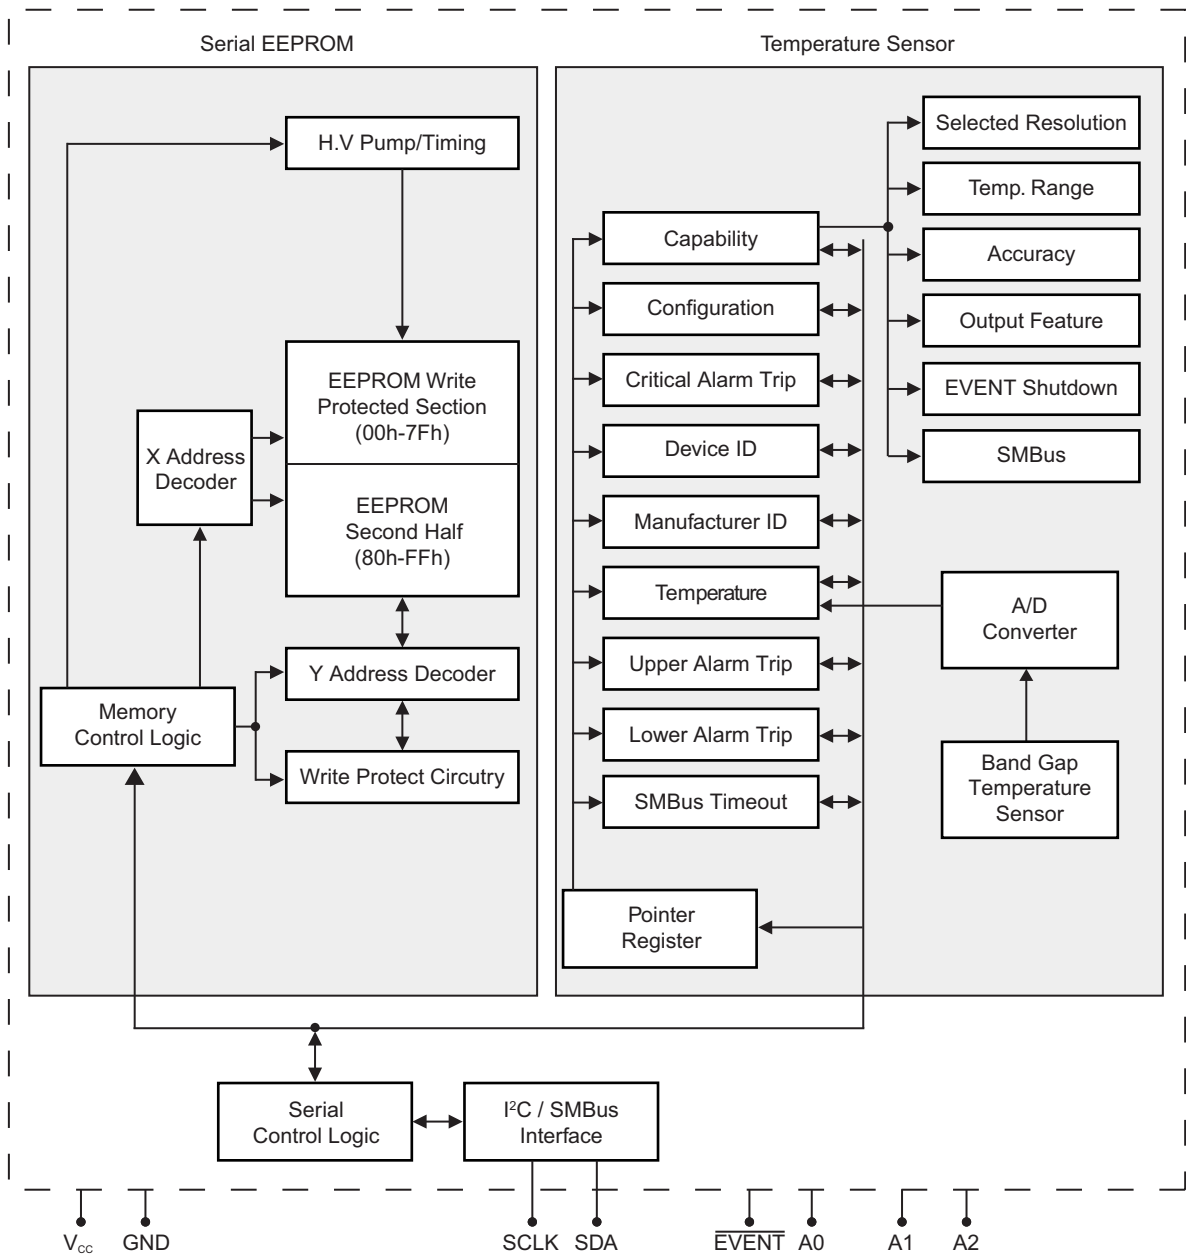 Serial EEPROM
Temperature Sensor
H.V Pump/Timing
EEPROM Write
Protected Section
(00h-7Fh)
X Address
Decoder
EEPROM
Second Half
(80h-FFh)
Y Address Decoder
Memory
Control Logic
Write Protect Circutry
Capability
Configuration
Critical Alarm Trip
Device ID
Manufacturer ID
Temperature
Upper Alarm Trip
Lower Alarm Trip
SMBus Timeout
Pointer
Register
Selected Resolution
Temp. Range
Accuracy
Output Feature
EVENT Shutdown
SMBus
A/D
Converter
Band Gap
Temperature
Sensor
Serial
Control Logic
I²C / SMBus
Interface
VCC GND SCLK SDA EVENT A0 A1 A2